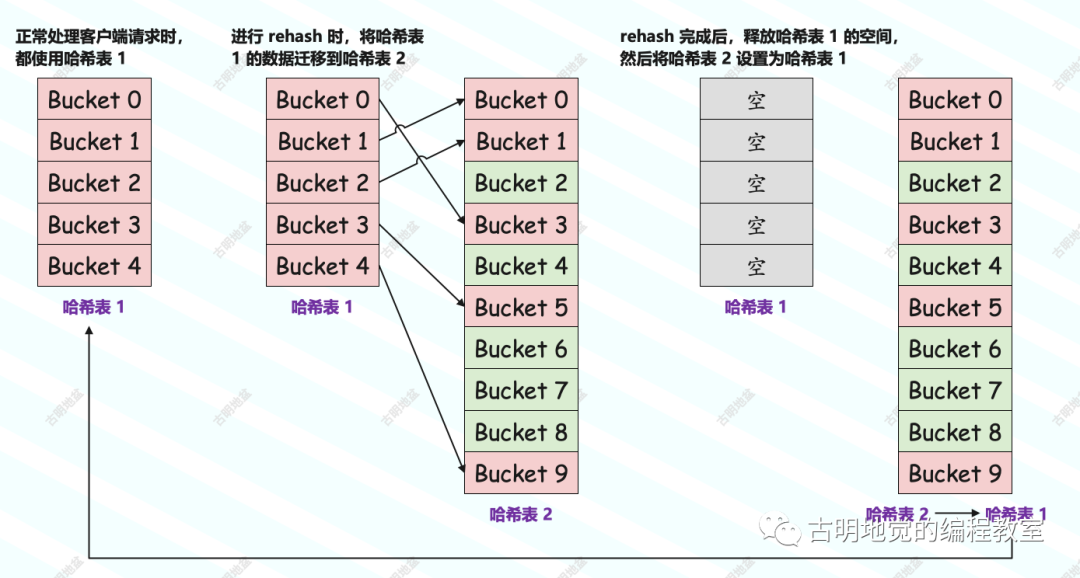 正常处理客户端请求时，
都使用哈希表 1
Bucket 0
Bucket 1
Bucket 2
Bucket 3
Bucket 4
哈希表 1
进行 rehash 时，将哈希表
1 的数据迁移到哈希表 2
Bucket 0
Bucket 1
Bucket 2
Bucket 3
Bucket 4
哈希表 1
Bucket 0
Bucket 1
Bucket 2
Bucket 3
Bucket 4
Bucket 5
Bucket 6
Bucket 7
Bucket 8
Bucket 9
哈希表 2
rehash 完成后，释放哈希表 1 的空间，
然后将哈希表 2 设置为哈希表 1
空
空
空
空
空
哈希表 1
Bucket 0
Bucket 1
Bucket 2
Bucket 3
Bucket 4
Bucket 5
Bucket 6
Bucket 7
Bucket 8
Bucket 9
哈希表 2 哈希表 1
古明地觉的编程教室
古明地盆